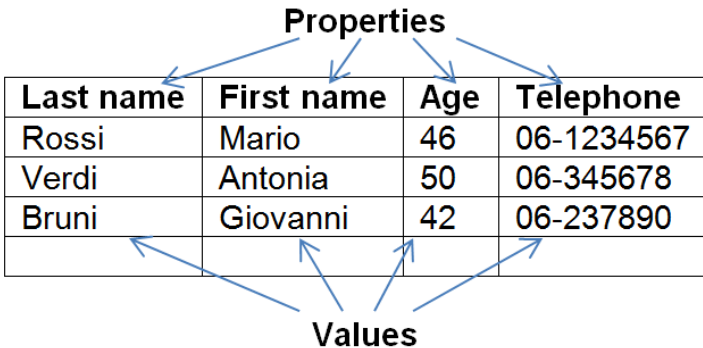 Properties
Last name First name Age Telephone
Rossi Mario 46 06-1234567
Verdi Antonia 50 06-345678
Bruni Giovanni 42 06-237890
Values